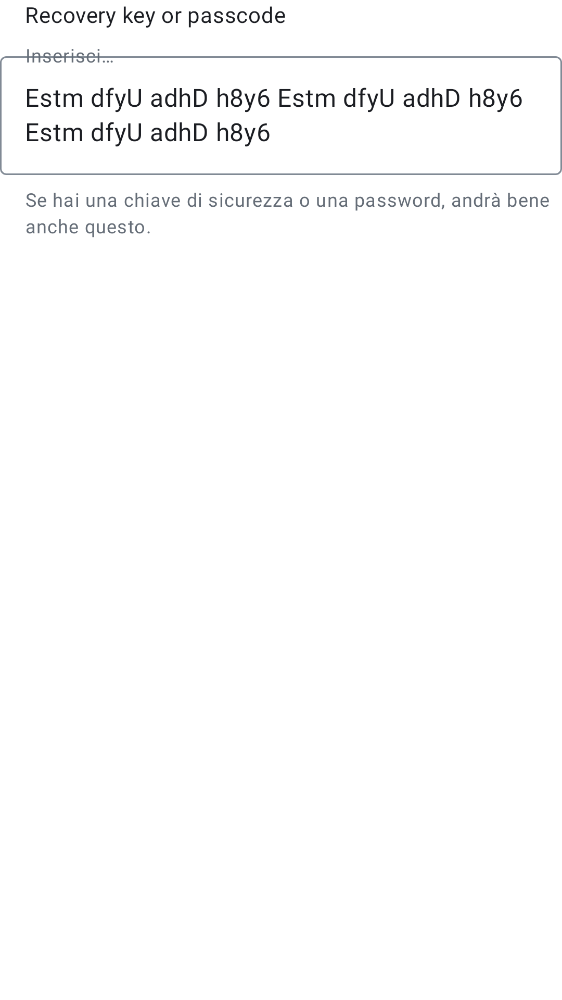 Recovery key or passcode
Inserisci…
Estm dfyU adhD h8y6 Estm dfyU adhD h8y6
Estm dfyU adhD h8y6
Se hai una chiave di sicurezza o una password, andrà bene
anche questo.